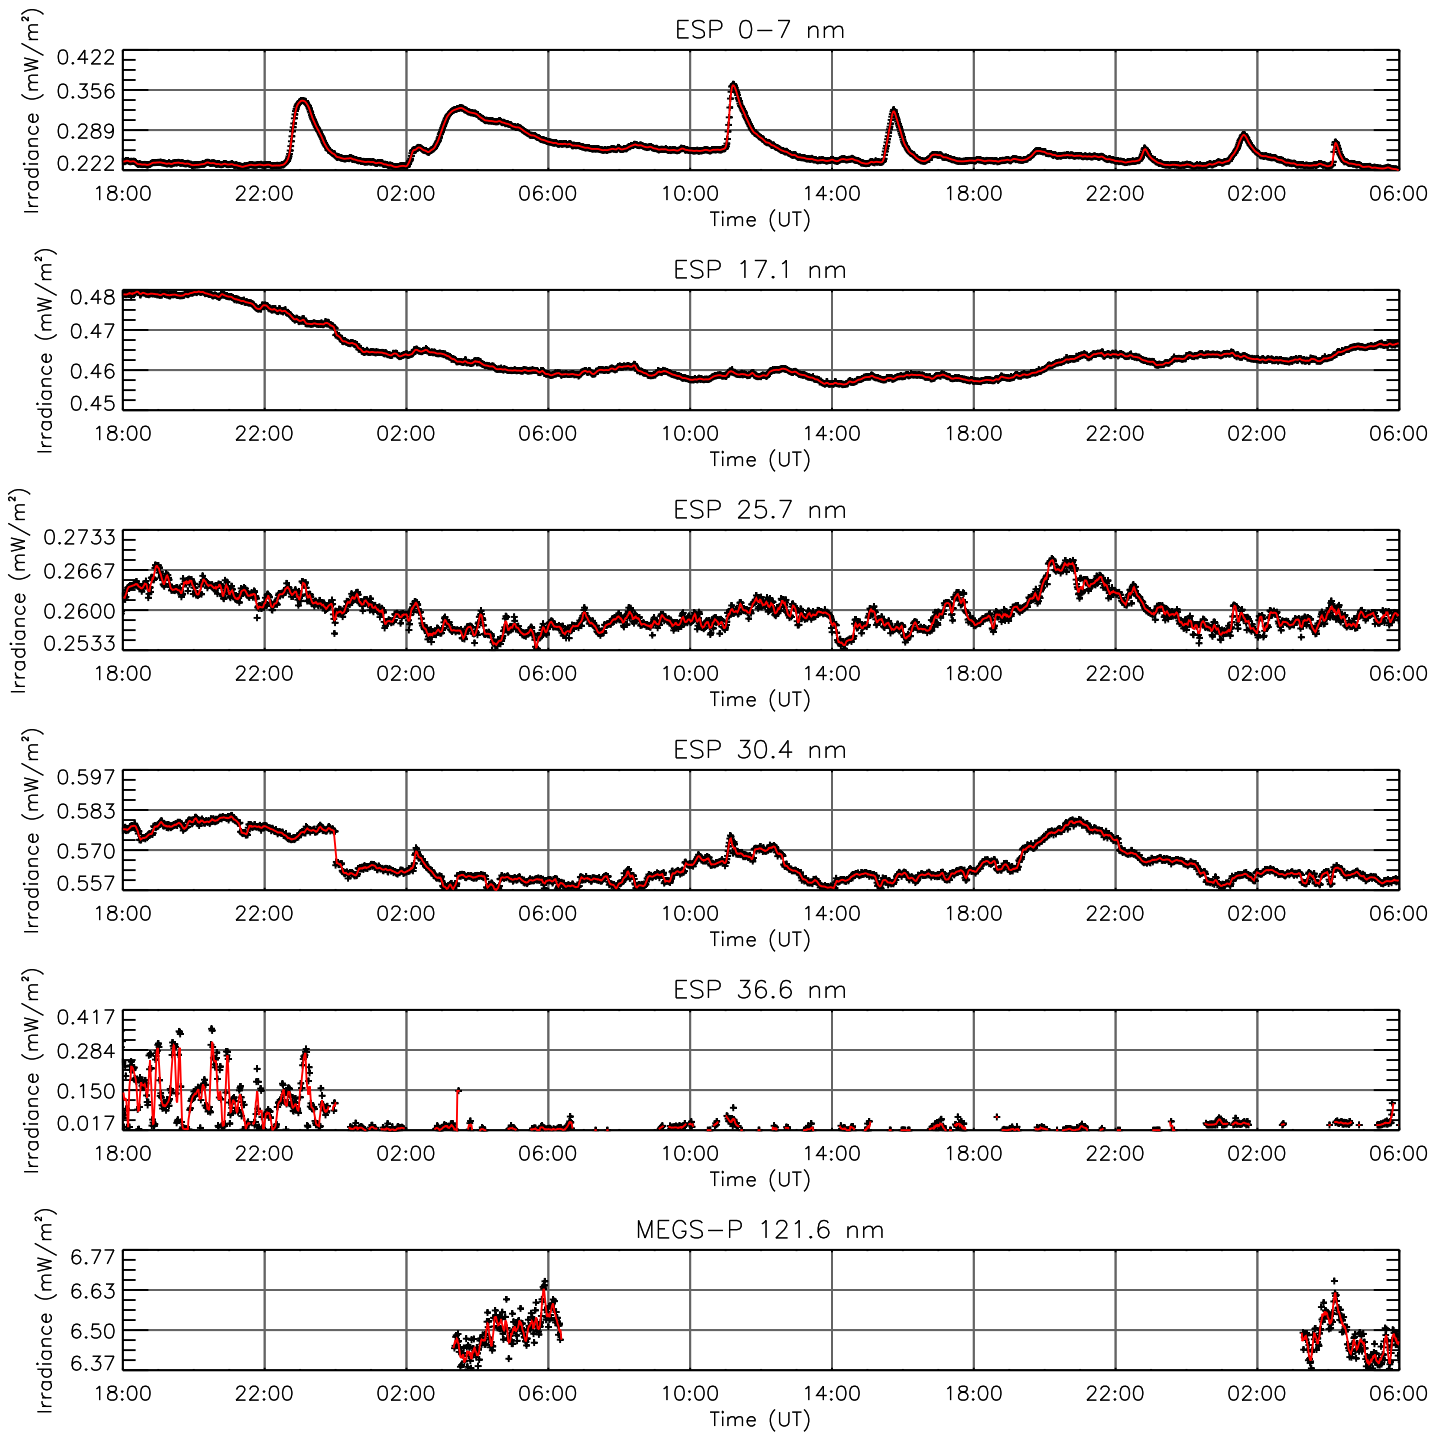 ESP 0-7 nm
Irradiance (mW/m²)
0.422
0.356
0.289
0.222
18:00 22:00 02:00 06:00 10:00 14:00 18:00 22:00 02:00 06:00
Time (UT)
ESP 17.1 nm
Irradiance (mW/m²)
0.48
0.47
0.46
0.45
18:00 22:00 02:00 06:00 10:00 14:00 18:00 22:00 02:00 06:00
Time (UT)
ESP 25.7 nm
Irradiance (mW/m²)
0.2733
0.2667
0.2600
0.2533
18:00 22:00 02:00 06:00 10:00 14:00 18:00 22:00 02:00 06:00
Time (UT)
ESP 30.4 nm
Irradiance (mW/m²)
0.597
0.583
0.570
0.557
18:00 22:00 02:00 06:00 10:00 14:00 18:00 22:00 02:00 06:00
Time (UT)
ESP 36.6 nm
Irradiance (mW/m²)
0.417
0.284
0.150
0.017
18:00 22:00 02:00 06:00 10:00 14:00 18:00 22:00 02:00 06:00
Time (UT)
MEGS-P 121.6 nm
Irradiance (mW/m²)
6.77
6.63
6.50
6.37
18:00 22:00 02:00 06:00 10:00 14:00 18:00 22:00 02:00 06:00
Time (UT)